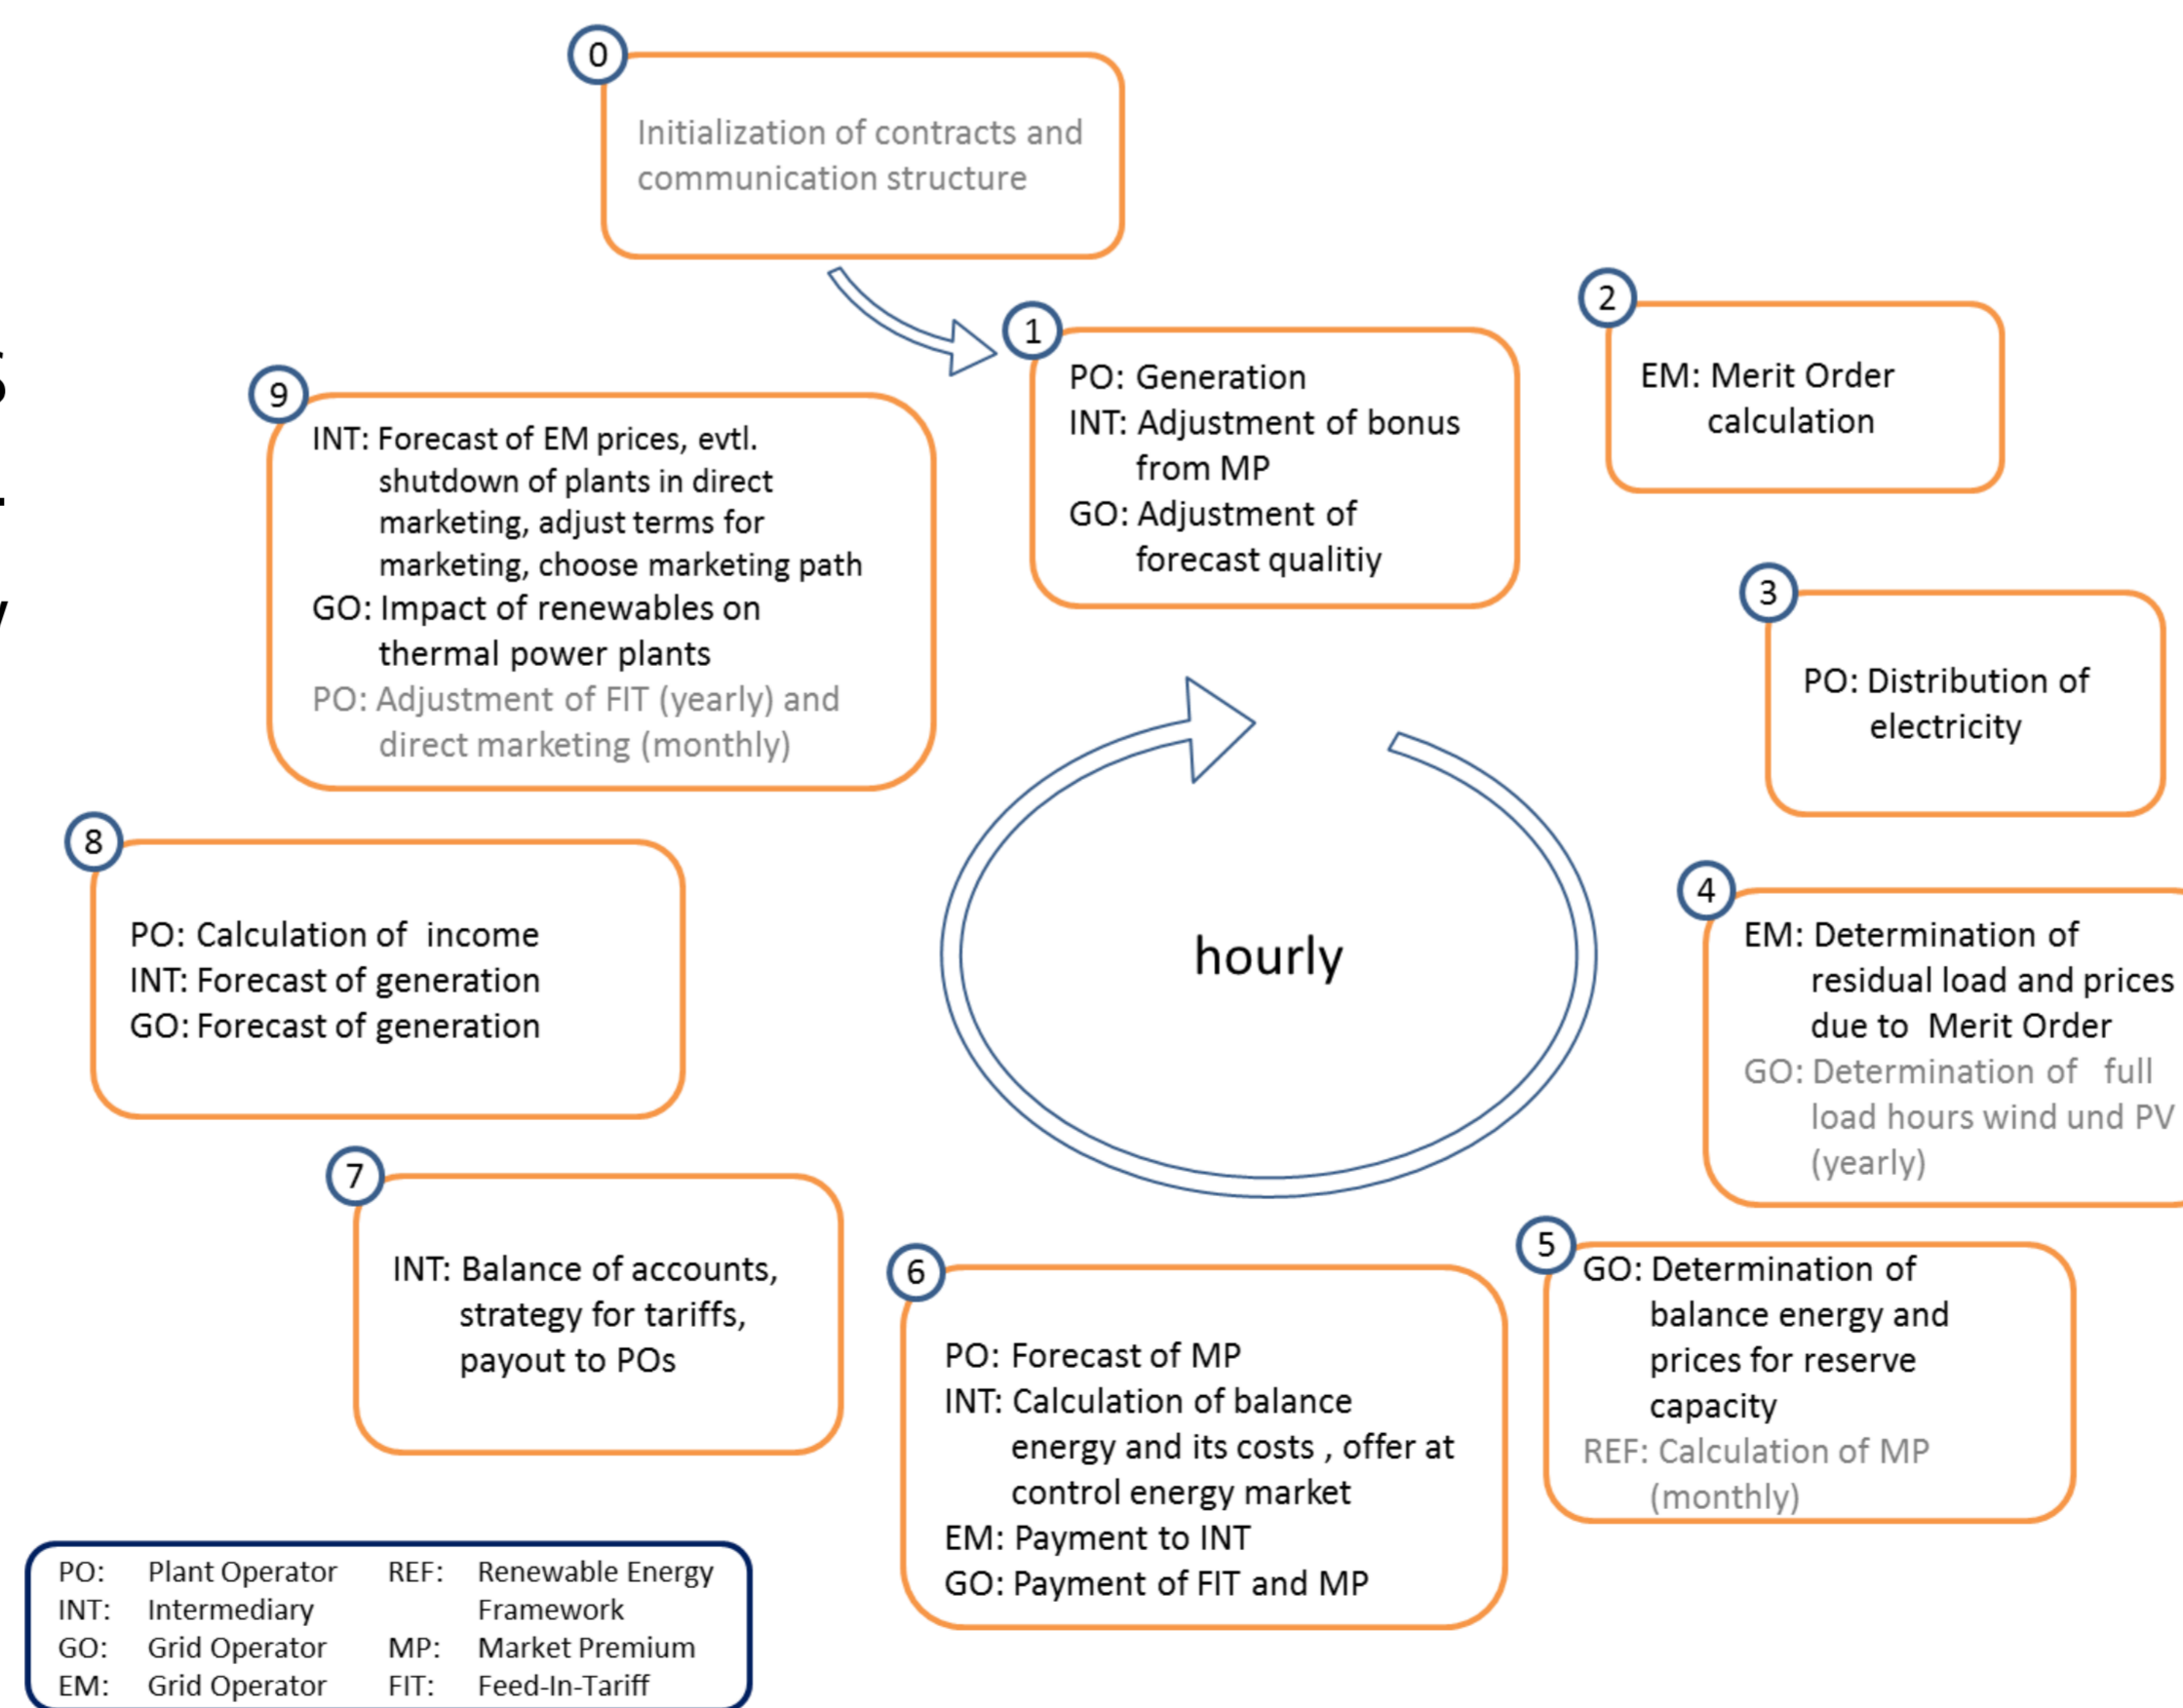 0
Initialization of contracts and
communication structure
1
PO: Generation
INT: Adjustment of bonus
from MP
GO: Adjustment of
forecast qualitiy
2
EM: Merit Order
calculation
3
PO: Distribution of
electricity
4
EM: Determination of
residual load and prices
due to Merit Order
GO: Determination of full
load hours wind und PV
(yearly)
5
GO: Determination of
balance energy and
prices for reserve
capacity
REF: Calculation of MP
(monthly)
6
PO: Forecast of MP
INT: Calculation of balance
energy and its costs , offer at
control energy market
EM: Payment to INT
GO: Payment of FIT and MP
7
INT: Balance of accounts,
strategy for tariffs,
payout to POs
8
PO: Calculation of income
INT: Forecast of generation
GO: Forecast of generation
9
INT: Forecast of EM prices, evtl.
shutdown of plants in direct
marketing, adjust terms for
marketing, choose marketing path
GO: Impact of renewables on
thermal power plants
PO: Adjustment of FIT (yearly) and
direct marketing (monthly)
hourly
PO: Plant Operator REF: Renewable Energy
INT: Intermediary Framework
GO: Grid Operator MP: Market Premium
EM: Grid Operator FIT: Feed-In-Tariff